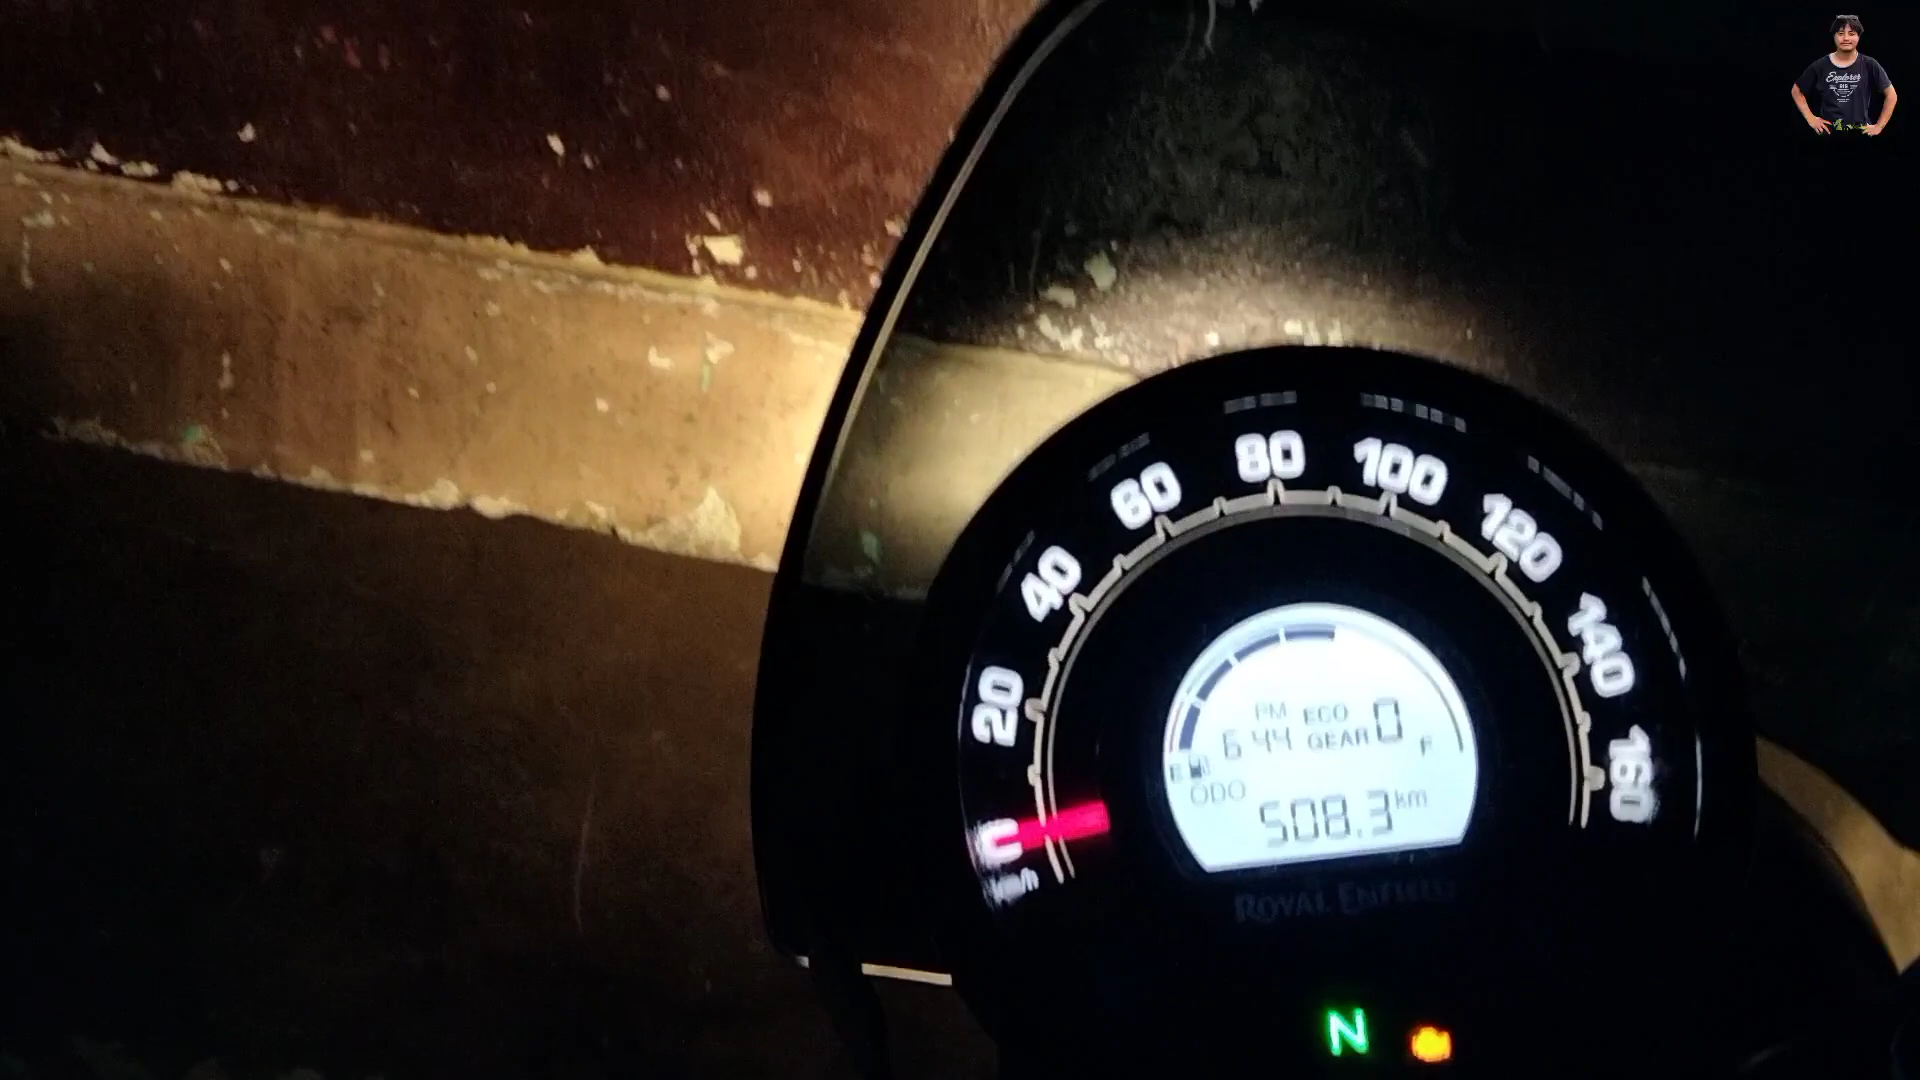 Explorer
0
20
40
60
80
100
120
140
160
km/h
PM ECO
6 44 GEAR 0
E F
ODO
508.3 km
ROYAL ENFIELD
N